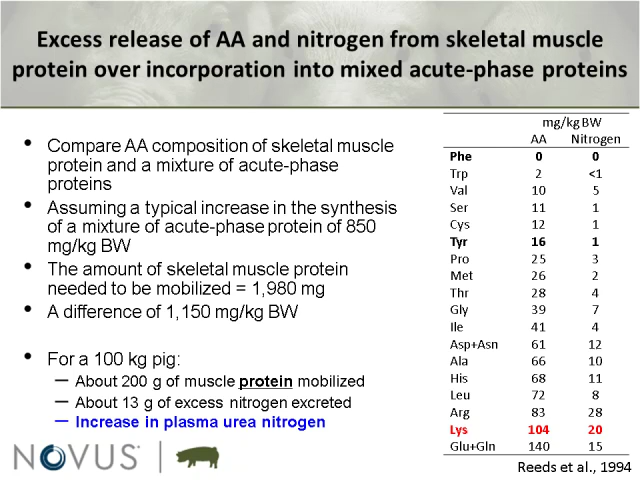 Excess release of AA and nitrogen from skeletal muscle
protein over incorporation into mixed acute-phase proteins
• Compare AA composition of skeletal muscle
protein and a mixture of acute-phase
proteins
• Assuming a typical increase in the synthesis
of a mixture of acute-phase protein of 850
mg/kg BW
• The amount of skeletal muscle protein
needed to be mobilized = 1,980 mg
• A difference of 1,150 mg/kg BW
• For a 100 kg pig:
– About 200 g of muscle protein mobilized
– About 13 g of excess nitrogen excreted
– Increase in plasma urea nitrogen
mg/kg BW
AA Nitrogen
Phe 0 0
Trp 2 <1
Val 10 5
Ser 11 1
Cys 12 1
Tyr 16 1
Pro 25 3
Met 26 2
Thr 28 4
Gly 39 7
Ile 41 4
Asp+Asn 61 12
Ala 66 10
His 68 11
Leu 72 8
Arg 83 28
Lys 104 20
Glu+Gln 140 15
NOVUS®
Reeds et al., 1994